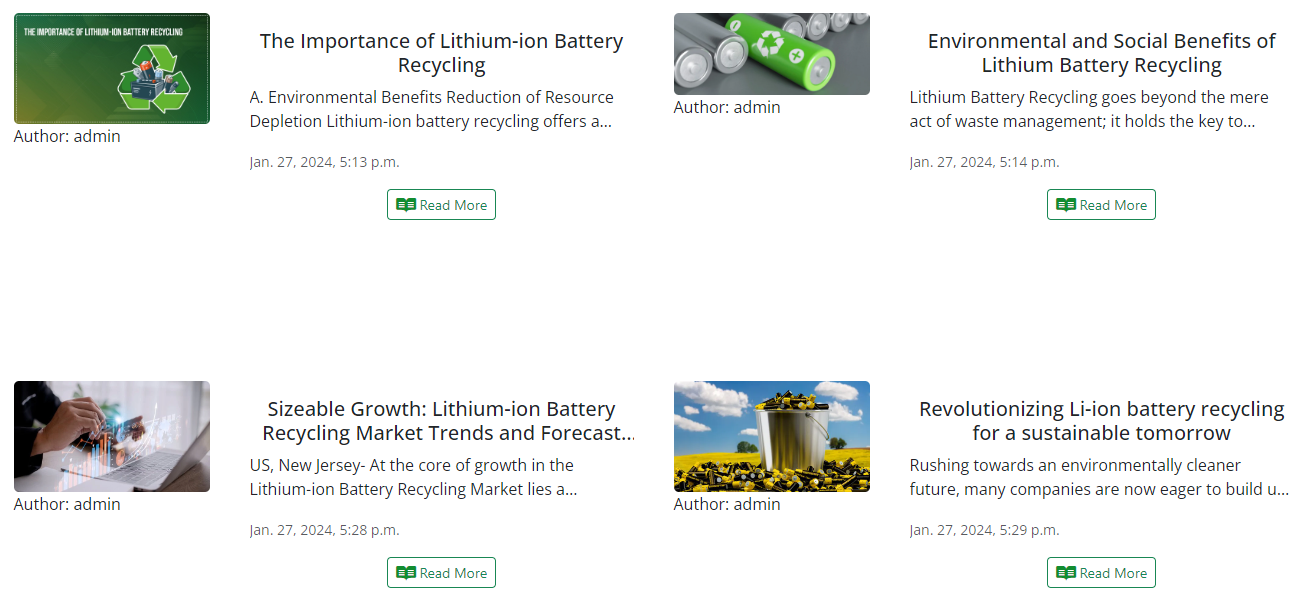 THE IMPORTANCE OF LITHIUM-ION BATTERY RECYCLING
Author: admin
The Importance of Lithium-ion Battery
Recycling
A. Environmental Benefits Reduction of Resource
Depletion Lithium-ion battery recycling offers a...
Jan. 27, 2024, 5:13 p.m.
Read More
Author: admin
Environmental and Social Benefits of
Lithium Battery Recycling
Lithium Battery Recycling goes beyond the mere
act of waste management; it holds the key to...
Jan. 27, 2024, 5:14 p.m.
Read More
Author: admin
Sizeable Growth: Lithium-ion Battery
Recycling Market Trends and Forecast...
US, New Jersey- At the core of growth in the
Lithium-ion Battery Recycling Market lies a...
Jan. 27, 2024, 5:28 p.m.
Read More
Author: admin
Revolutionizing Li-ion battery recycling
for a sustainable tomorrow
Rushing towards an environmentally cleaner
future, many companies are now eager to build u...
Jan. 27, 2024, 5:29 p.m.
Read More